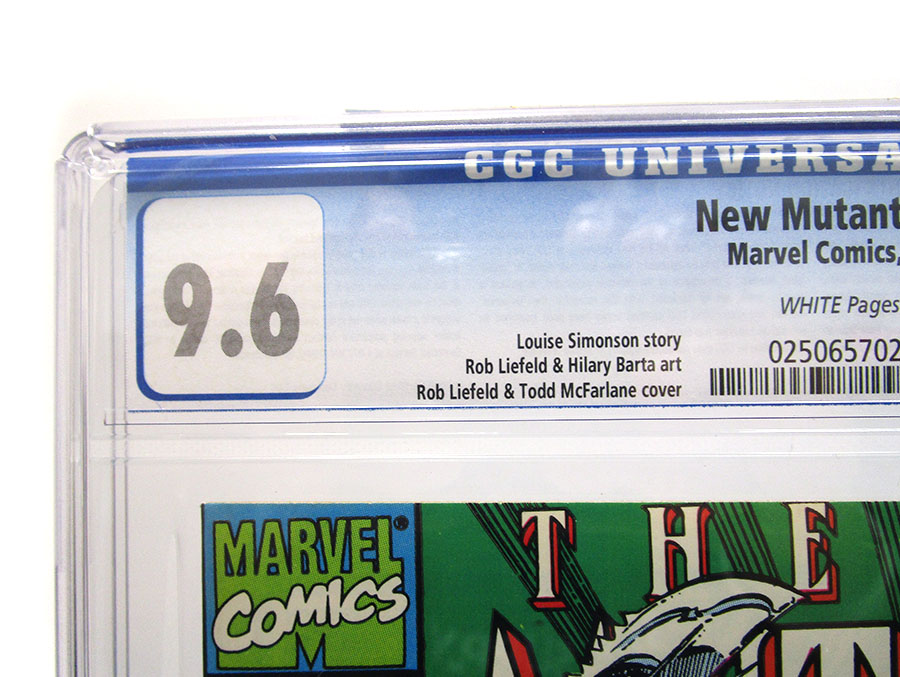 CGC UNIVERSA
9.6
New Mutant
Marvel Comics,
WHITE Pages
Louise Simonson story
Rob Liefeld & Hilary Barta art
Rob Liefeld & Todd McFarlane cover
025065702
MARVEL®
COMICS
M
THE